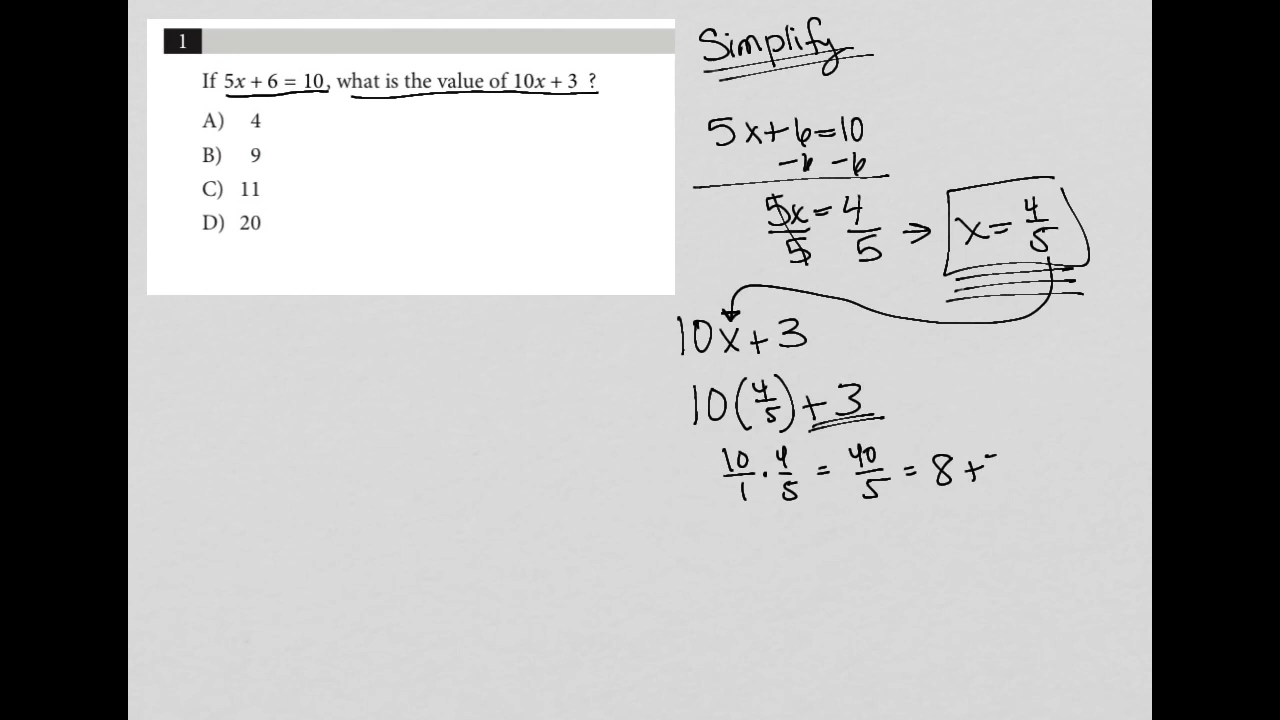 1
If 5x + 6 = 10, what is the value of 10x + 3 ?
A) 4
B) 9
C) 11
D) 20
Simplify
5x+6=10
-6 -6
5x/5 = 4/5 → x = 4/5
10x+3
10(4/5)+3
10/1 · 4/5 = 40/5 = 8 +